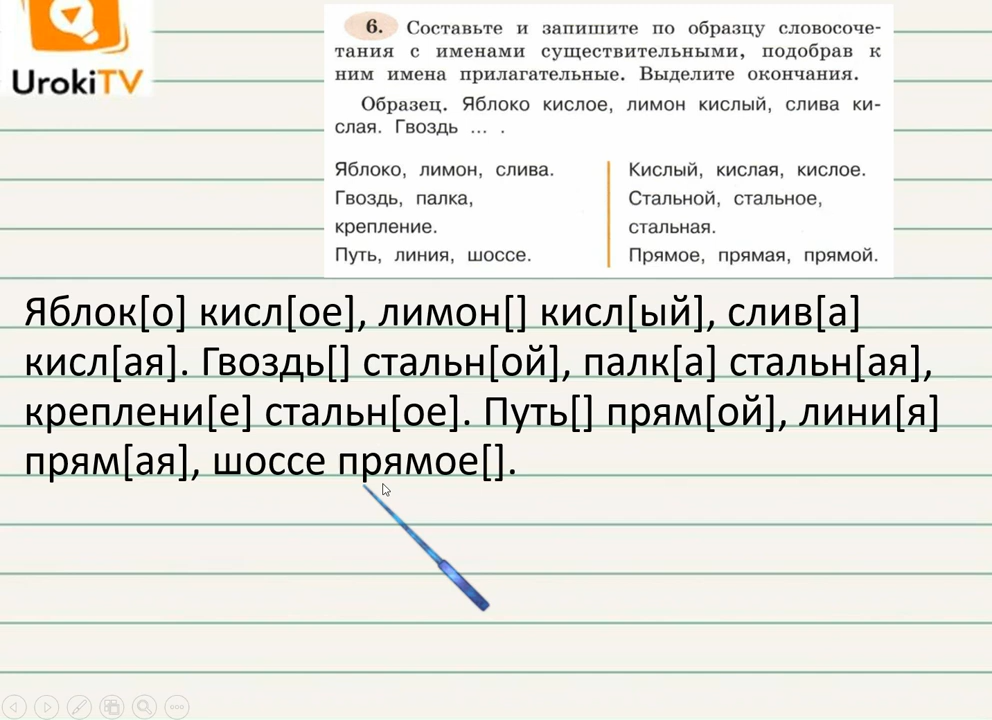 UrokiTV
6. Составьте и запишите по образцу словосоче-
тания с именами существительными, подобрав к
ним имена прилагательные. Выделите окончания.
Образец. Яблоко кислое, лимон кислый, слива ки-
слая. Гвоздь ... .
Яблоко, лимон, слива.
Гвоздь, палка,
крепление.
Путь, линия, шоссе.
Кислый, кислая, кислое.
Стальной, стальное,
стальная.
Прямое, прямая, прямой.
Яблок[о] кисл[ое], лимон[] кисл[ый], слив[а]
кисл[ая]. Гвоздь[] стальн[ой], палк[а] стальн[ая],
креплени[е] стальн[ое]. Путь[] прям[ой], лини[я]
прям[ая], шоссе прямое[].